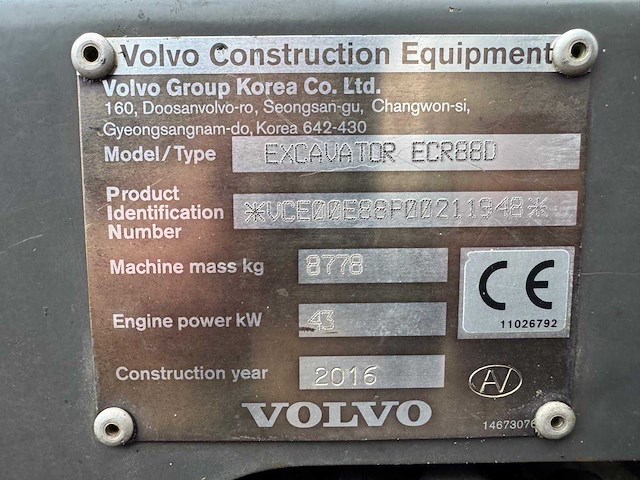 Volvo Construction Equipment
Volvo Group Korea Co. Ltd.
160, Doosanvolvo-ro, Seongsan-gu, Changwon-si,
Gyeongsangnam-do, Korea 642-430
Model/Type EXCAVATOR ECR88D
Product
Identification
Number
*VCE00E88P00211948*
Machine mass kg 8778
Engine power kW 43
CE
11026792
Construction year 2016
AV
VOLVO